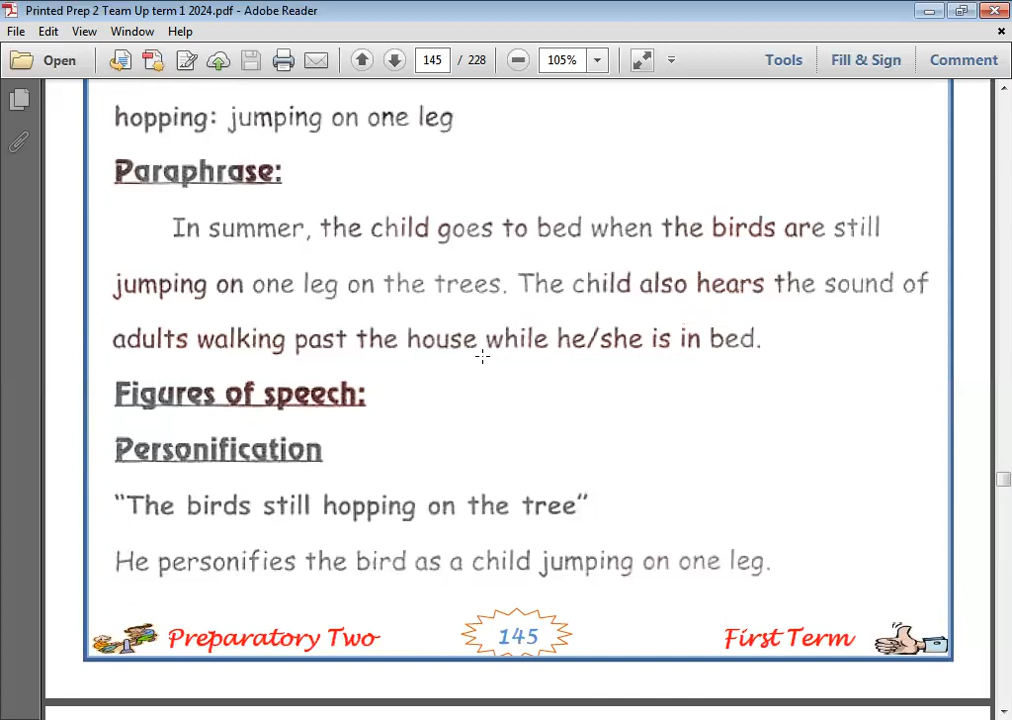 Printed Prep 2 Team Up term 1 2024.pdf - Adobe Reader
File Edit View Window Help
Open 145 / 228 105% Tools Fill & Sign Comment
hopping: jumping on one leg
Paraphrase:
In summer, the child goes to bed when the birds are still
jumping on one leg on the trees. The child also hears the sound of
adults walking past the house while he/she is in bed.
Figures of speech:
Personification
“The birds still hopping on the tree”
He personifies the bird as a child jumping on one leg.
Preparatory Two 145 First Term